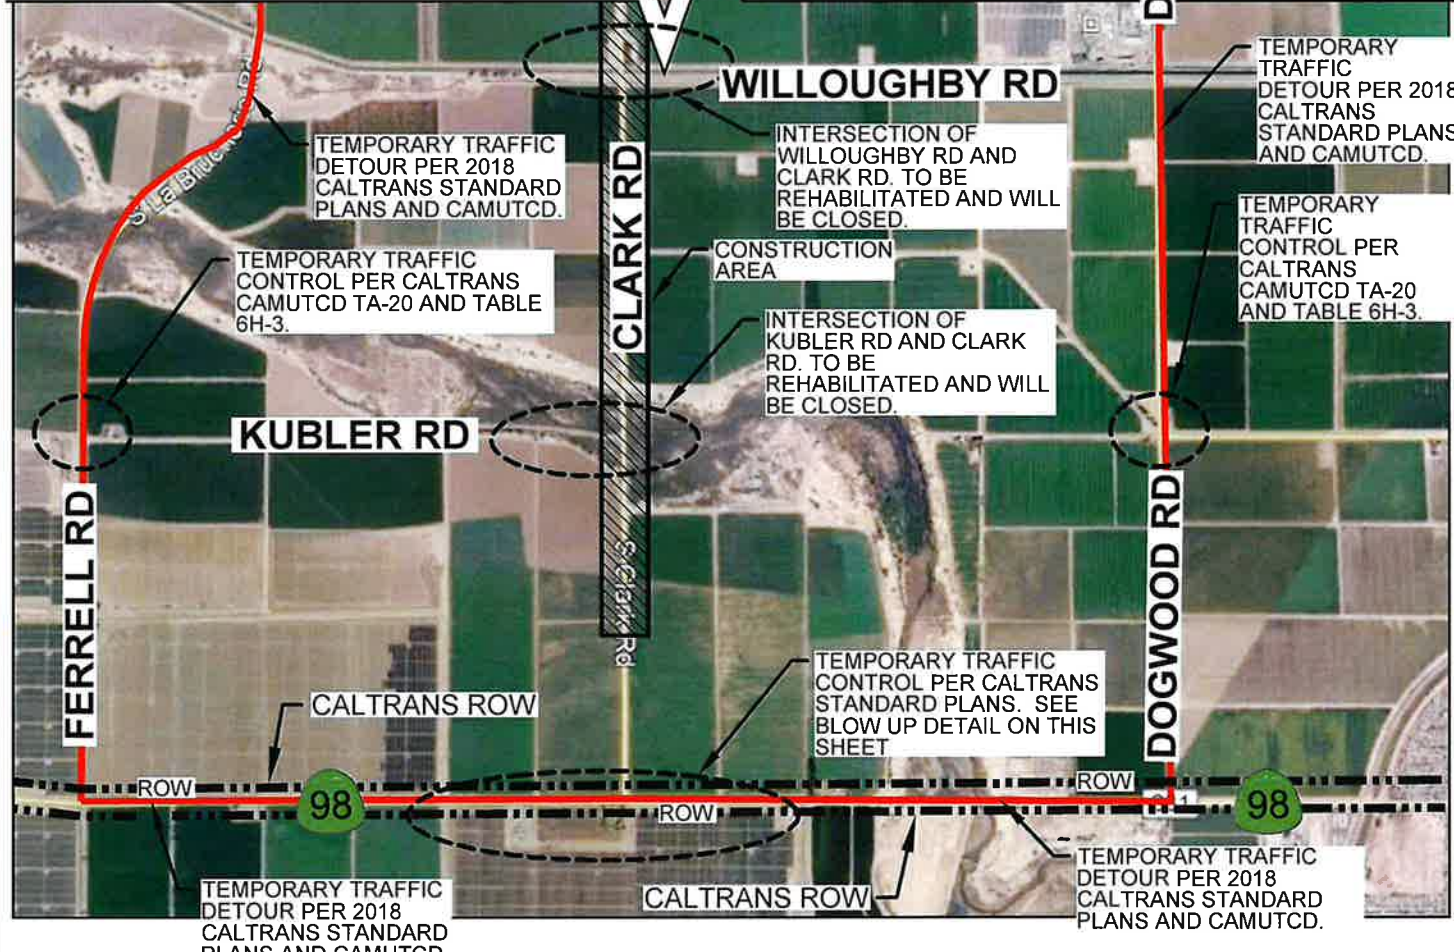 WILLOUGHBY RD
TEMPORARY
TRAFFIC
DETOUR PER 2018
CALTRANS
STANDARD PLANS
AND CAMUTCD.
TEMPORARY TRAFFIC
DETOUR PER 2018
CALTRANS STANDARD
PLANS AND CAMUTCD.
INTERSECTION OF
WILLOUGHBY RD AND
CLARK RD. TO BE
REHABILITATED AND WILL
BE CLOSED.
CLARK RD
S La Brucherie
TEMPORARY
TRAFFIC
CONTROL PER
CALTRANS
CAMUTCD TA-20
AND TABLE 6H-3.
TEMPORARY TRAFFIC
CONTROL PER CALTRANS
CAMUTCD TA-20 AND TABLE
6H-3.
CONSTRUCTION
AREA
INTERSECTION OF
KUBLER RD AND CLARK
RD. TO BE
REHABILITATED AND WILL
BE CLOSED.
KUBLER RD
FERRELL RD
DOGWOOD RD
S Clark Rd
TEMPORARY TRAFFIC
CONTROL PER CALTRANS
STANDARD PLANS. SEE
BLOW UP DETAIL ON THIS
SHEET
CALTRANS ROW
ROW
98
ROW
ROW
98
CALTRANS ROW
TEMPORARY TRAFFIC
DETOUR PER 2018
CALTRANS STANDARD
PLANS AND CAMUTCD.
TEMPORARY TRAFFIC
DETOUR PER 2018
CALTRANS STANDARD
PLANS AND CAMUTCD